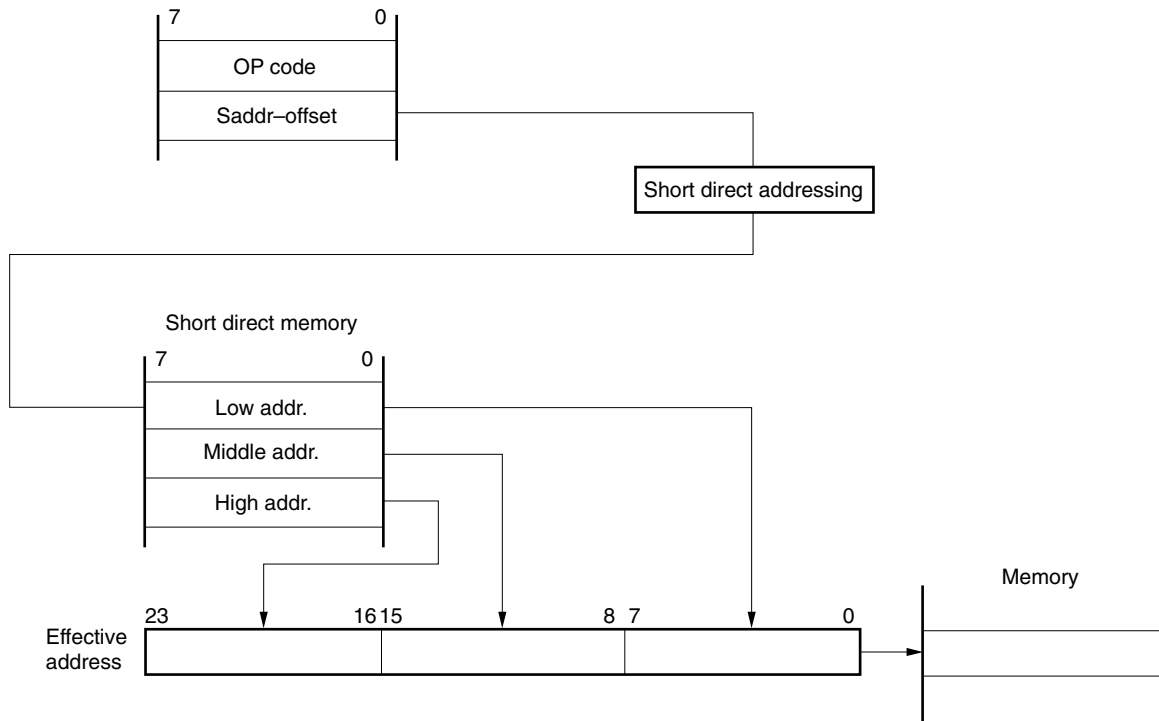 7 0
OP code
Saddr–offset
Short direct addressing
Short direct memory
7 0
Low addr.
Middle addr.
High addr.
Memory
23 16 15 8 7 0
Effective
address